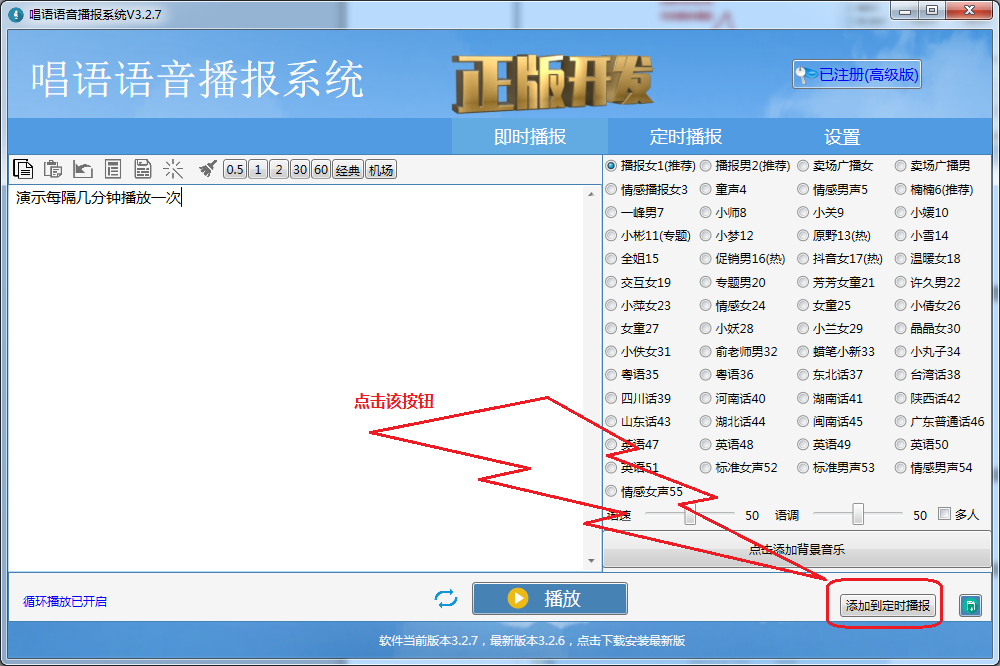 唱语语音播报系统V3.2.7
唱语语音播报系统
正版开发
已注册(高级版)
即时播报 定时播报 设置
0.5 1 2 30 60 经典 机场
演示每隔几分钟播放一次
播报女1(推荐) 播报男2(推荐) 卖场广播女 卖场广播男
情感播报女3 童声4 情感男声5 楠楠6(推荐)
一峰男7 小师8 小关9 小媛10
小彬11(专题) 小梦12 原野13(热) 小雪14
全姐15 促销男16(热) 抖音女17(热) 温暖女18
交互女19 专题男20 芳芳女童21 许久男22
小萍女23 情感女24 女童25 小倩女26
女童27 小妖28 小兰女29 晶晶女30
小佚女31 俞老师男32 蜡笔小新33 小丸子34
粤语35 粤语36 东北话37 台湾话38
四川话39 河南话40 湖南话41 陕西话42
山东话43 湖北话44 闽南话45 广东普通话46
英语47 英语48 英语49 英语50
英语51 标准女声52 标准男声53 情感男声54
情感女声55
语速 50 语调 50 多人
点击添加背景音乐
点击该按钮
循环播放已开启
播放
添加到定时播报
软件当前版本3.2.7，最新版本3.2.6，点击下载安装最新版